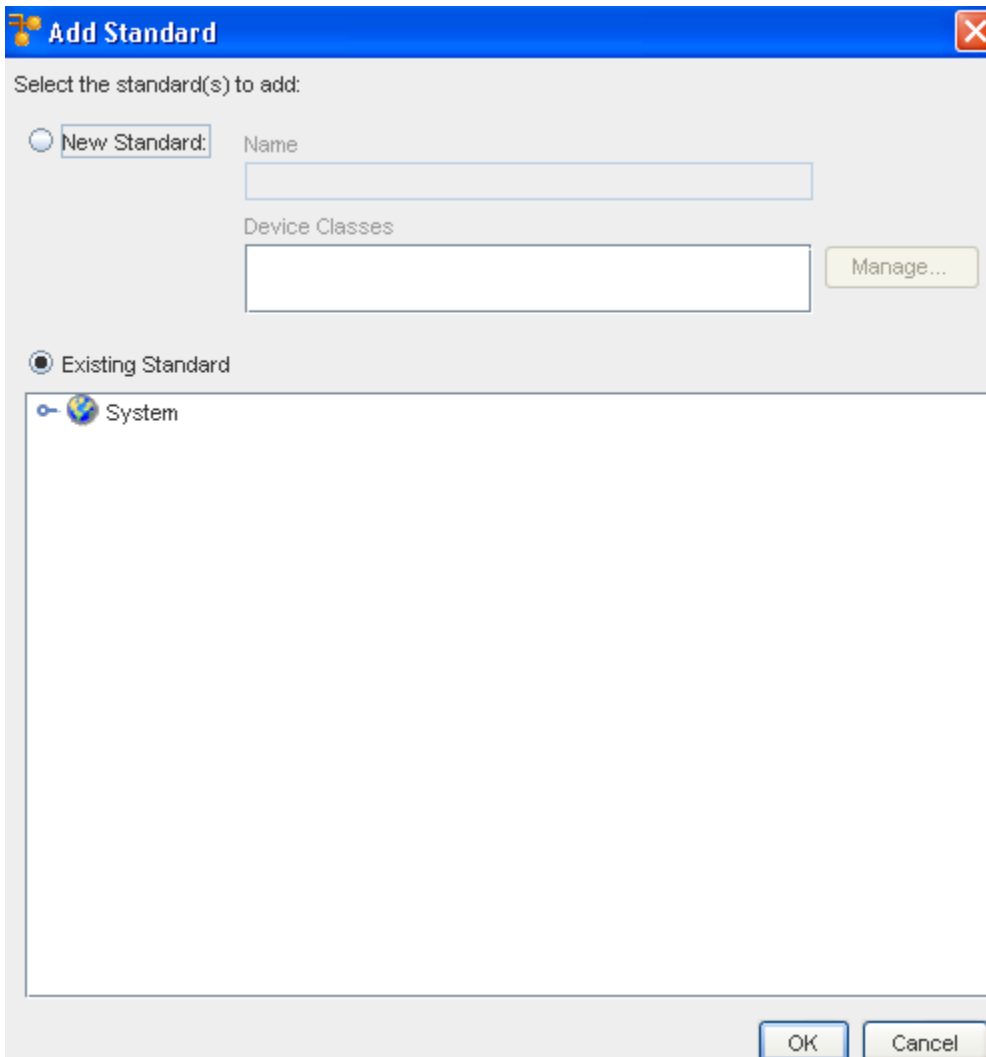 Add Standard
Select the standard(s) to add:
New Standard:
Name
Device Classes
Manage...
Existing Standard
System
OK
Cancel